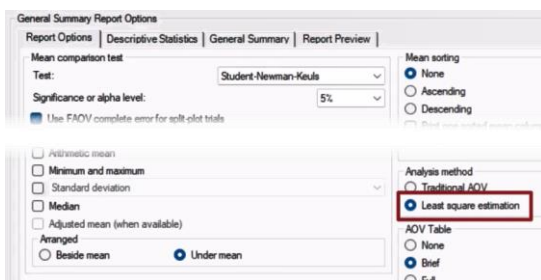 General Summary Report Options
Report Options | Descriptive Statistics | General Summary | Report Preview
Mean comparison test
Test: Student-Newman-Keuls
Significance or alpha level: 5%
Use FAOV complete error for split-plot trials
Mean sorting
None
Ascending
Descending
Arithmetic mean
Minimum and maximum
Standard deviation
Median
Adjusted mean (when available)
Arranged
Beside mean Under mean
Analysis method
Traditional AOV
Least square estimation
AOV Table
None
Brief
Full